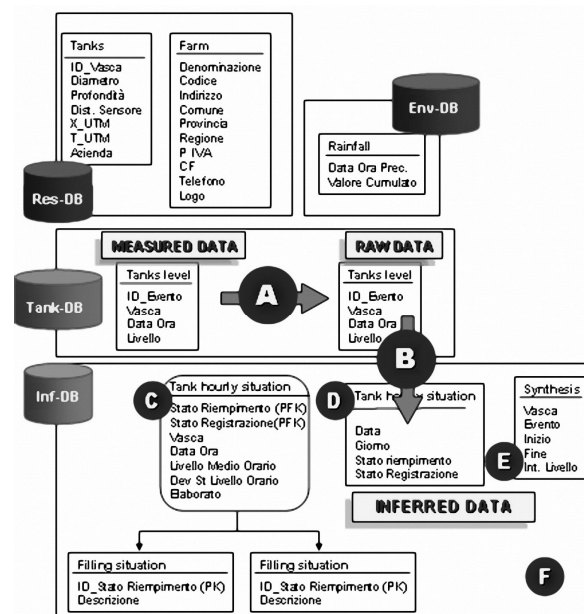 Tanks
ID_Vasca
Diametro
Profondità
Dist. Sensore
X_UTM
T_UTM
Azienda
Farm
Denominazione
Codice
Indirizzo
Comune
Provincia
Regione
P IVA
CF
Telefono
Logo
Res-DB
Env-DB
Rainfall
Data Ora Prec.
Valore Cumulato
MEASURED DATA
RAW DATA
Tanks level
ID_Evento
Vasca
Data Ora
Livello
A
Tanks level
ID_Evento
Vasca
Data Ora
Livello
Tank-DB
B
Inf-DB
C
Tank hourly situation
Stato Riempimento (PFK)
Stato Registrazione(PFK)
Vasca
Data Ora
Livello Medio Orario
Dev St Livello Orario
Elaborato
D
Tank hourly situation
Data
Giorno
Stato riempimento
Stato Registrazione
E
Synthesis
Vasca
Evento
Inizio
Fine
Int. Livello
INFERRED DATA
Filling situation
ID_Stato Riempimento (PK)
Descrizione
Filling situation
ID_Stato Riempimento (PK)
Descrizione
F